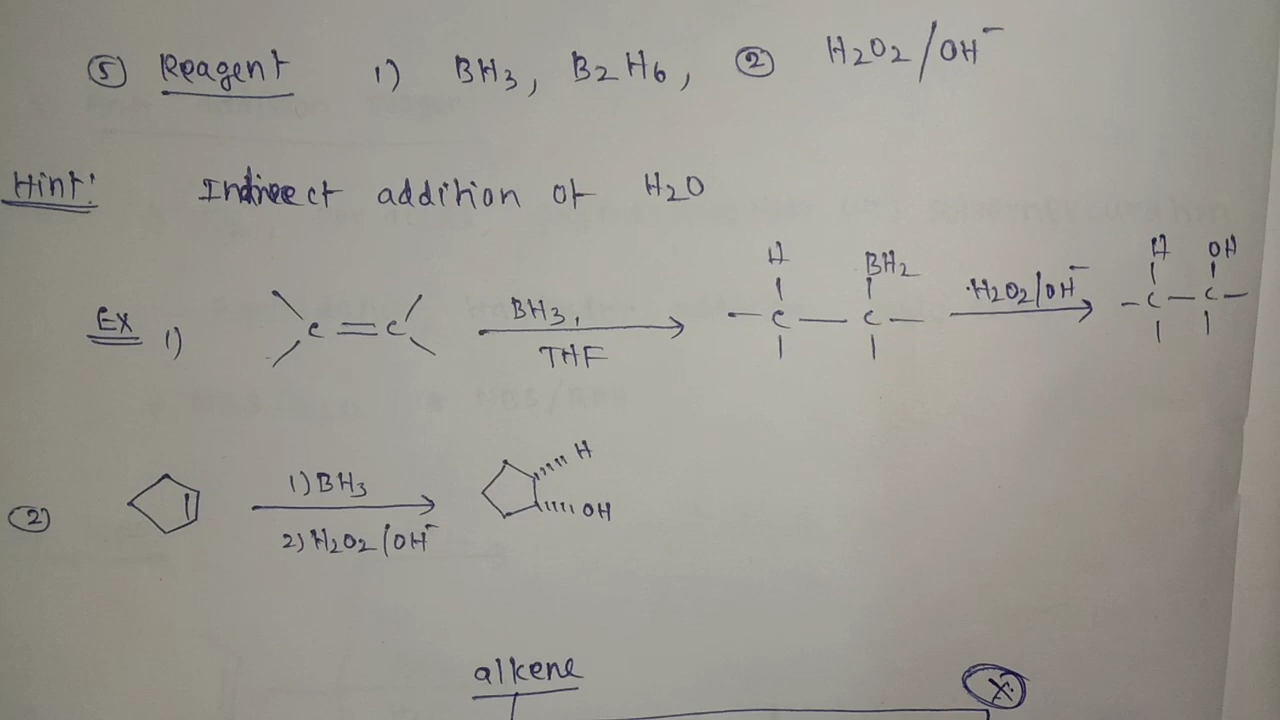 ⑤ Reagent 1) BH3, B2H6, ② H2O2/OH⁻
Hint: Indirect addition of H2O
H BH2 H OH
Ex 1) C=C BH3, THF -C-C- H2O2/OH⁻ -C-C-
② 1) BH3 H
2) H2O2/OH⁻ OH
alkene X